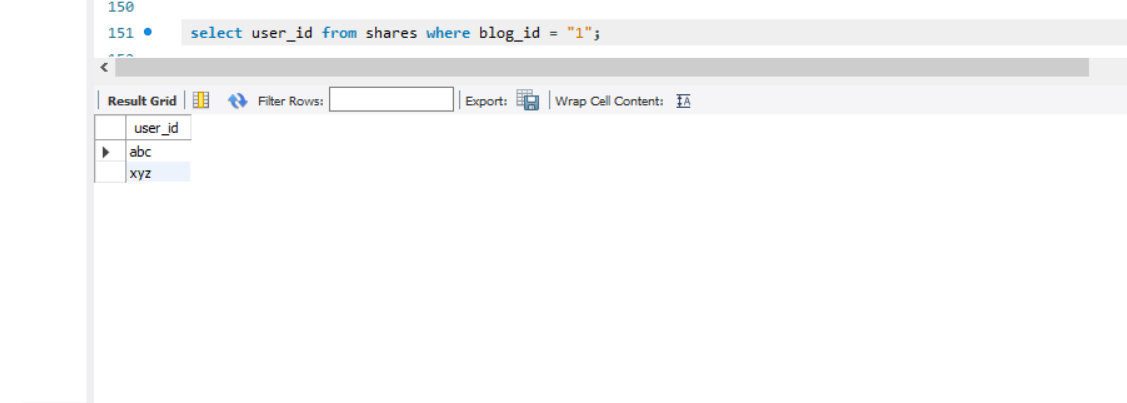 150
151 select user_id from shares where blog_id = "1";
Result Grid Filter Rows: Export: Wrap Cell Content:
user_id
abc
xyz